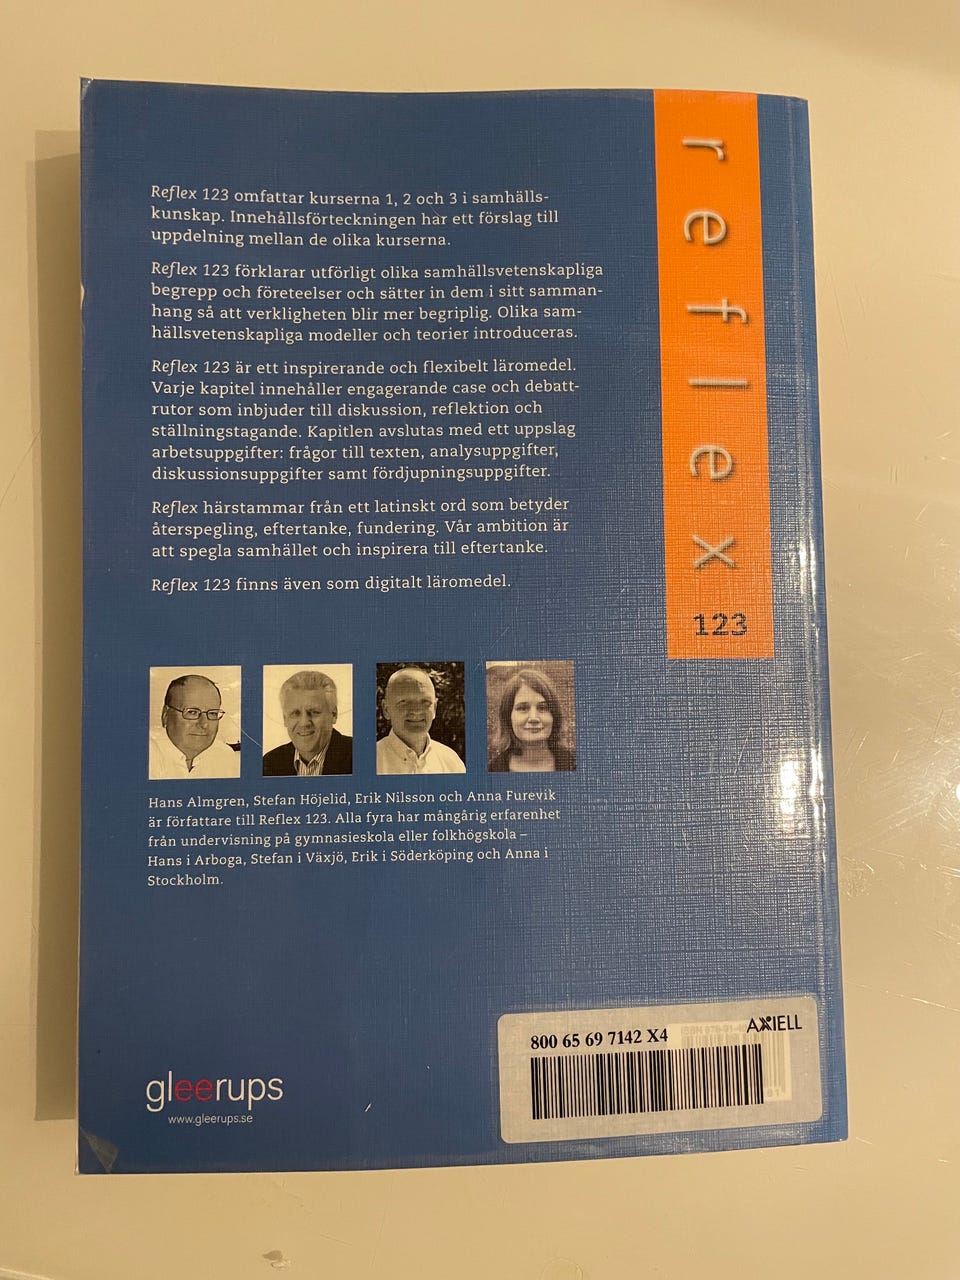 reflex
123
Reflex 123 omfattar kurserna 1, 2 och 3 i samhälls-
kunskap. Innehållsförteckningen har ett förslag till
uppdelning mellan de olika kurserna.
Reflex 123 förklarar utförligt olika samhällsvetenskapliga
begrepp och företeelser och sätter in dem i sitt samman-
hang så att verkligheten blir mer begriplig. Olika sam-
hällsvetenskapliga modeller och teorier introduceras.
Reflex 123 är ett inspirerande och flexibelt läromedel.
Varje kapitel innehåller engagerande case och debatt-
rutor som inbjuder till diskussion, reflektion och
ställningstagande. Kapitlen avslutas med ett uppslag
arbetsuppgifter: frågor till texten, analysuppgifter,
diskussionsuppgifter samt fördjupningsuppgifter.
Reflex härstammar från ett latinskt ord som betyder
återspegling, eftertanke, fundering. Vår ambition är
att spegla samhället och inspirera till eftertanke.
Reflex 123 finns även som digitalt läromedel.
Hans Almgren, Stefan Höjelid, Erik Nilsson och Anna Furevik
är författare till Reflex 123. Alla fyra har mångårig erfarenhet
från undervisning på gymnasieskola eller folkhögskola –
Hans i Arboga, Stefan i Växjö, Erik i Söderköping och Anna i
Stockholm.
gleerups
www.gleerups.se
AXIELL
800 65 69 7142 X4